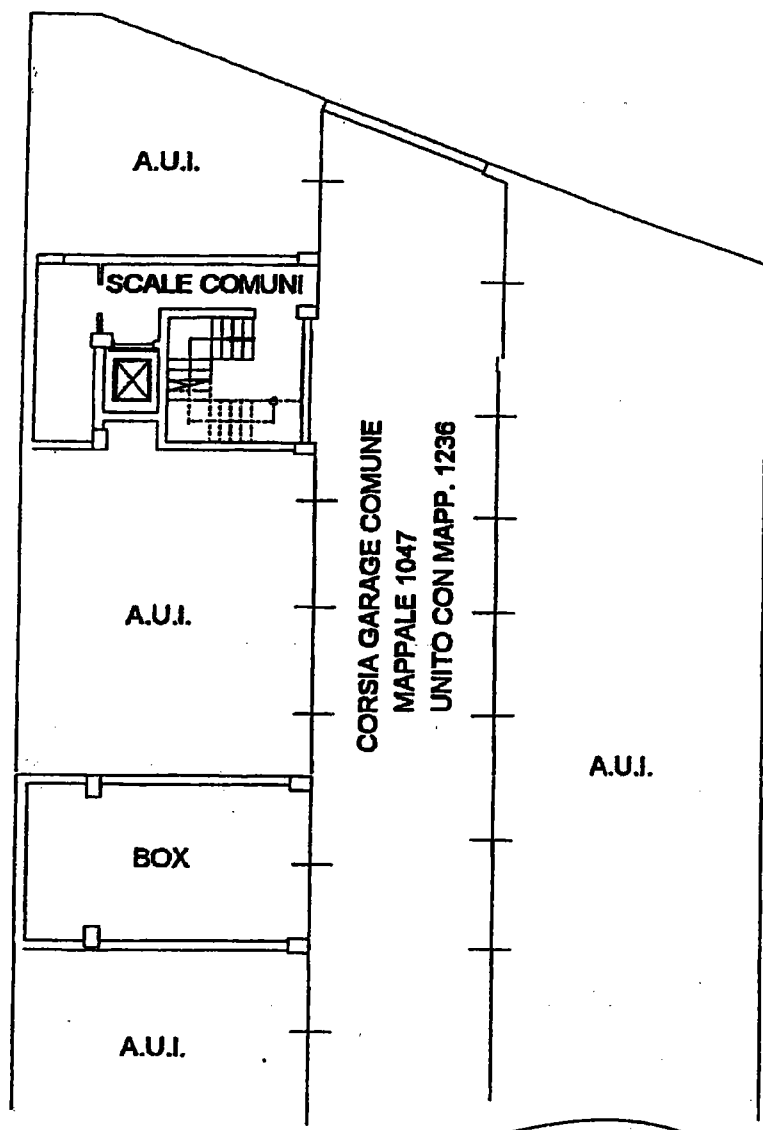 A.U.I.
SCALE COMUNI
CORSIA GARAGE COMUNE
MAPPALE 1047
UNITO CON MAPP. 1236
A.U.I.
A.U.I.
BOX
A.U.I.